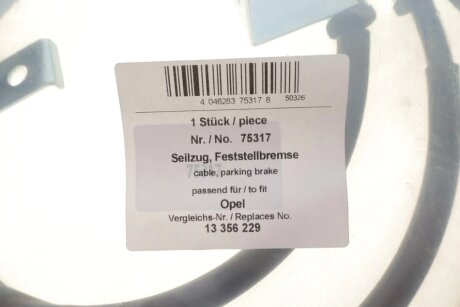 4 046283 75317 8 50326
1 Stück / piece
Nr. / No. 75317
Seilzug, Feststellbremse
cable, parking brake
passend für / to fit
Opel
Vergleichs-Nr. / Replaces No.
13 356 229